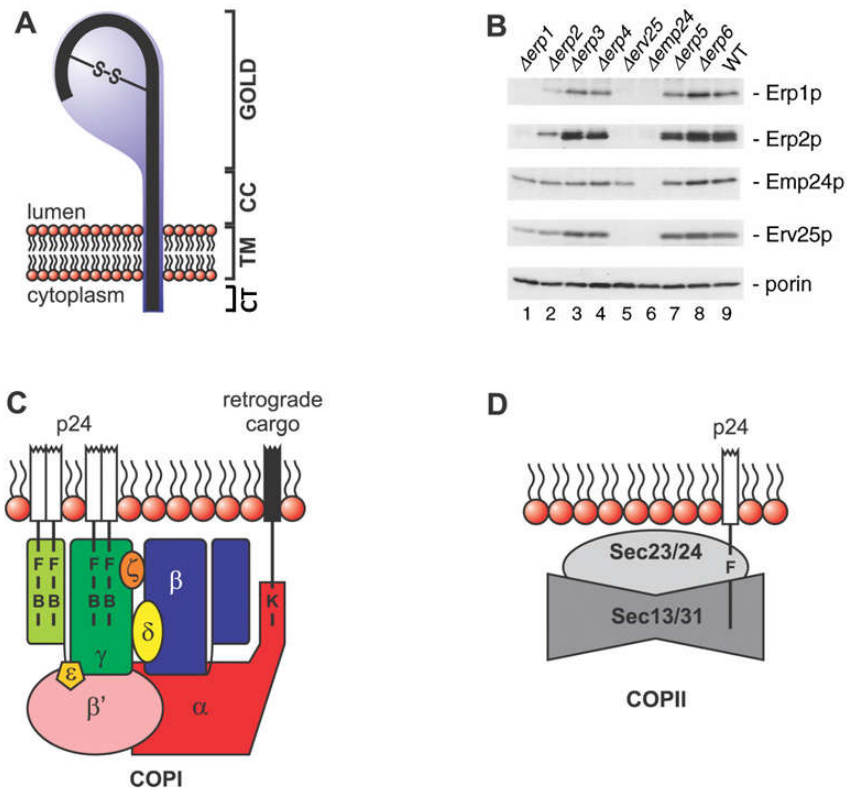 A
S-S
GOLD
CC
TM
CT
lumen
cytoplasm
B
Δerp1 Δerp2 Δerp3 Δerp4 Δerv25 Δemp24 Δerp5 Δerp6 WT
- Erp1p
- Erp2p
- Emp24p
- Erv25p
- porin
1 2 3 4 5 6 7 8 9
C
p24
retrograde
cargo
F F F F
B B B B
K
ζ
β
δ
γ
ε
β'
α
COPI
D
p24
Sec23/24
F
Sec13/31
COPII